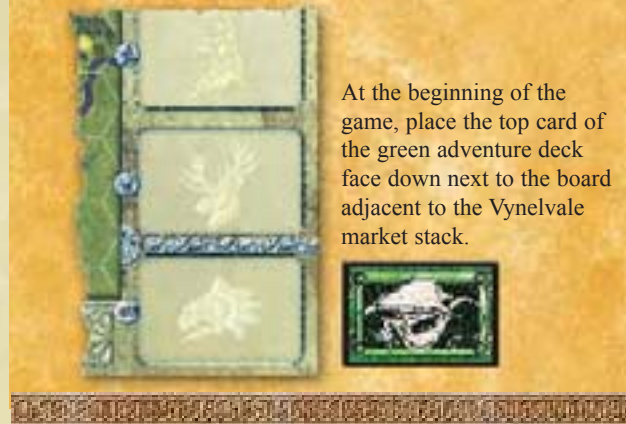 At the beginning of the
game, place the top card of
the green adventure deck
face down next to the board
adjacent to the Vynelvale
market stack.